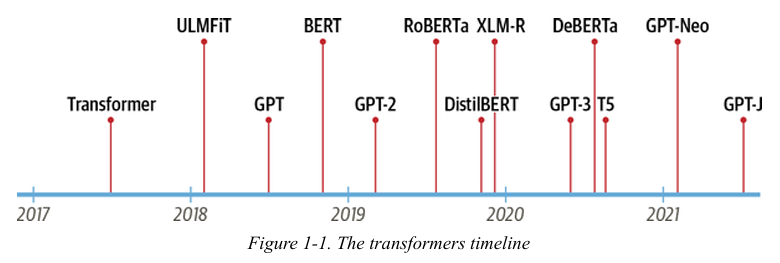 ULMFiT BERT RoBERTa XLM-R DeBERTa GPT-Neo
Transformer GPT GPT-2 DistilBERT GPT-3 T5 GPT-J
2017 2018 2019 2020 2021
Figure 1-1. The transformers timeline